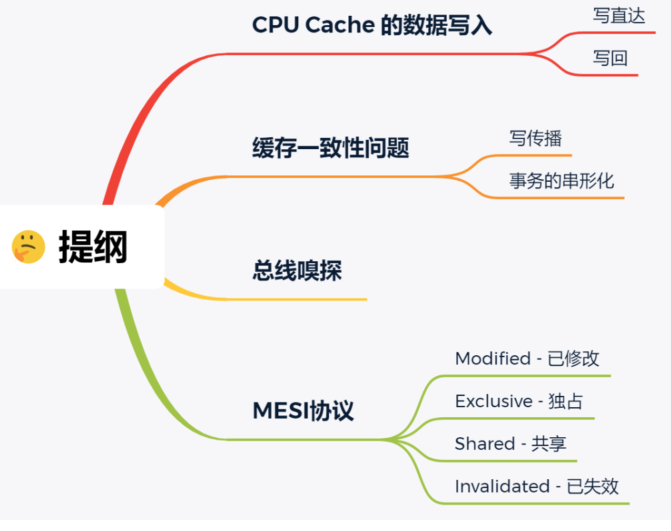 CPU Cache 的数据写入
写直达
写回
缓存一致性问题
写传播
事务的串形化
提纲
总线嗅探
MESI协议
Modified - 已修改
Exclusive - 独占
Shared - 共享
Invalidated - 已失效